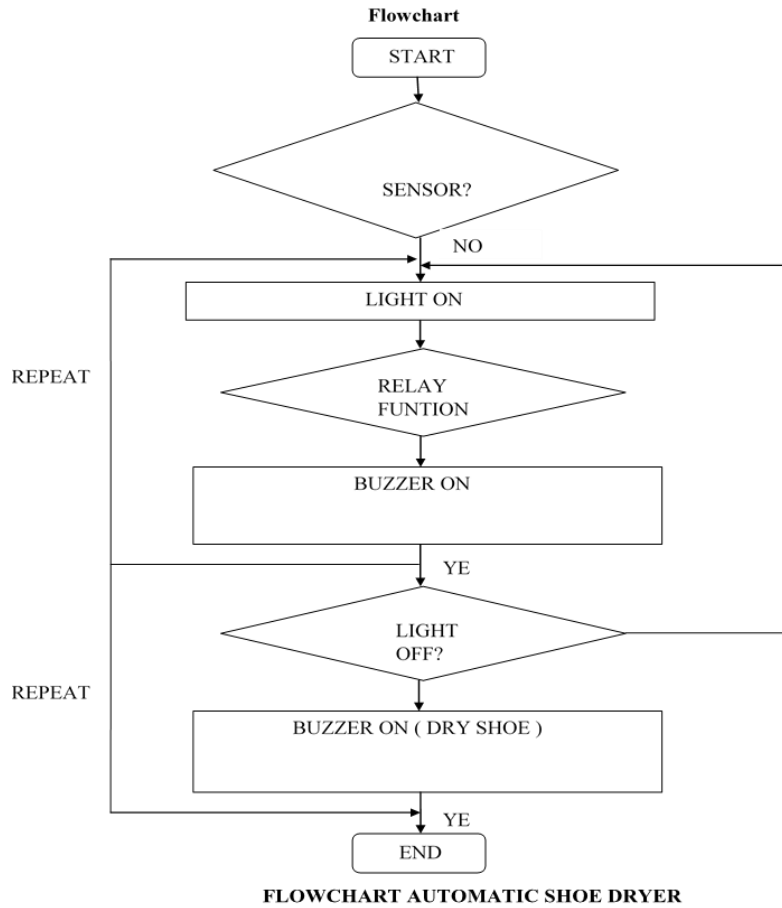 Flowchart
START
SENSOR?
NO
LIGHT ON
REPEAT
RELAY
FUNTION
BUZZER ON
YE
LIGHT
OFF?
REPEAT
BUZZER ON ( DRY SHOE )
YE
END
FLOWCHART AUTOMATIC SHOE DRYER